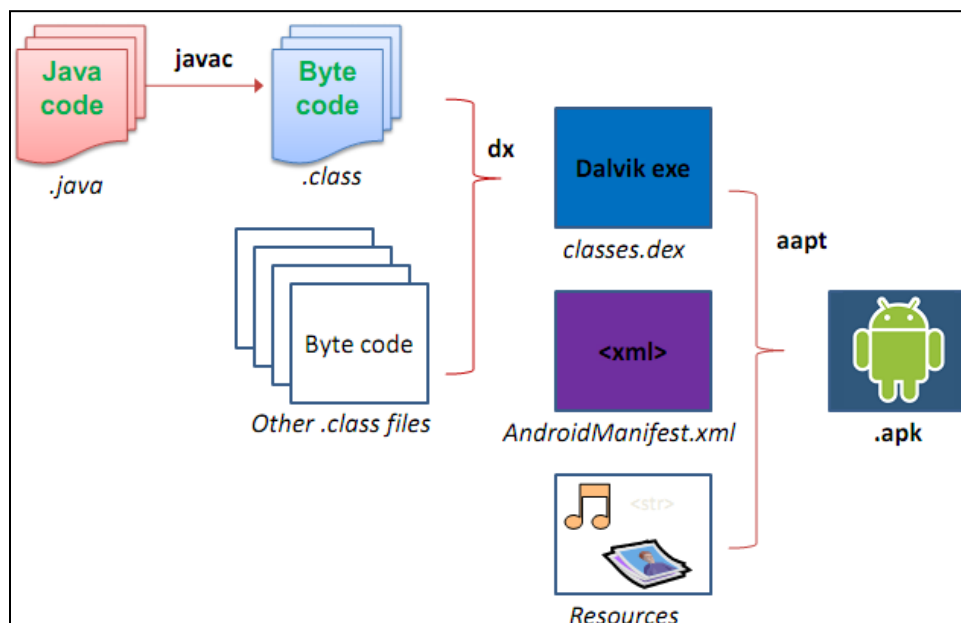 Java
code
.java
javac
Byte
code
.class
Byte code
Other .class files
dx
Dalvik exe
classes.dex
<xml>
AndroidManifest.xml
<str>
Resources
aapt
.apk